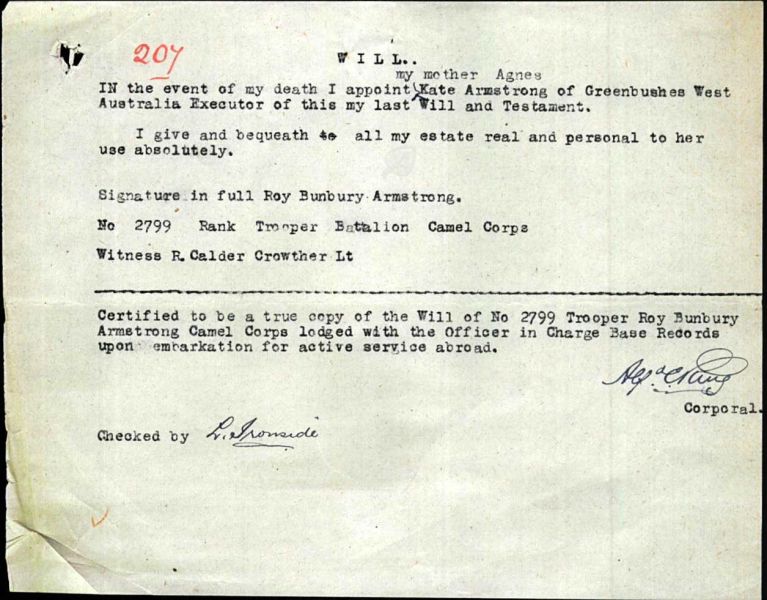 207
W I L L..
my mother Agnes
IN the event of my death I appoint Kate Armstrong of Greenbushes West
Australia Executor of this my last Will and Testament.
I give and bequeath to all my estate real and personal to her
use absolutely.
Signature in full Roy Bunbury Armstrong.
No 2799 Rank Trooper Battalion Camel Corps
Witness R. Calder Crowther Lt
Certified to be a true copy of the Will of No 2799 Trooper Roy Bunbury
Armstrong Camel Corps lodged with the Officer in Charge Base Records
upon embarkation for active service abroad.
Corporal.
Checked by L. Ironside